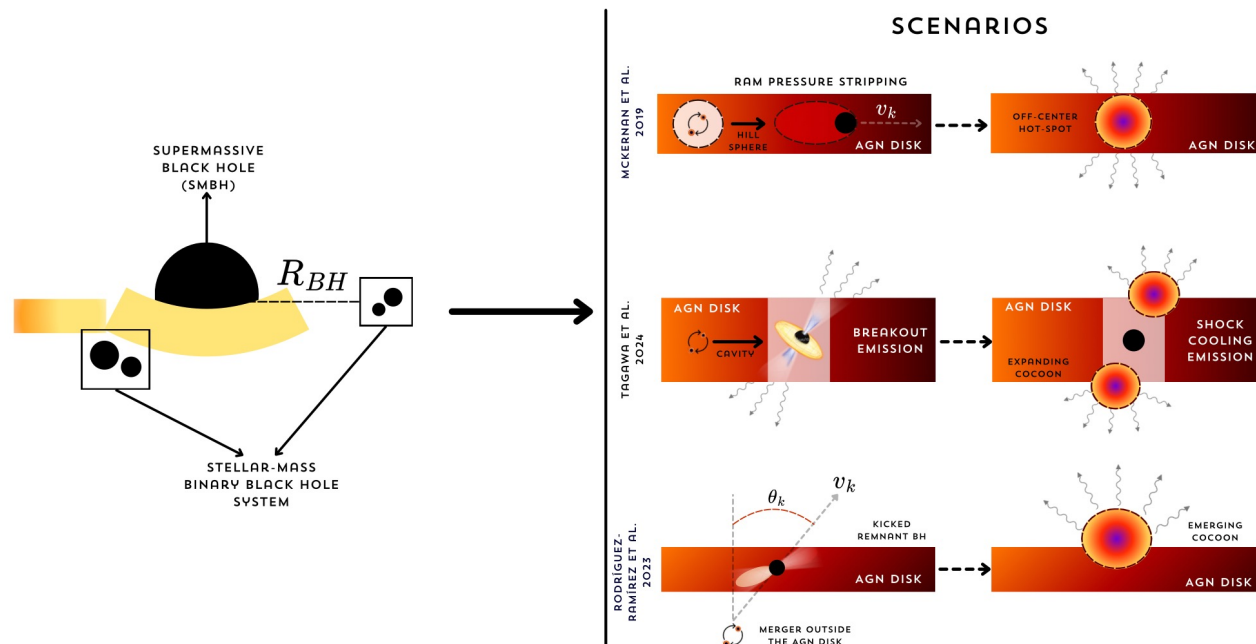 SUPERMASSIVE
BLACK HOLE
(SMBH)
R_{BH}
STELLAR-MASS
BINARY BLACK HOLE
SYSTEM
SCENARIOS
MCKERNAN ET AL.
2019
RAM PRESSURE STRIPPING
HILL
SPHERE
v_k
AGN DISK
OFF-CENTER
HOT-SPOT
AGN DISK
TAGAWA ET AL.
2024
AGN DISK
CAVITY
BREAKOUT
EMISSION
AGN DISK
EXPANDING
COCOON
SHOCK
COOLING
EMISSION
RODRÍGUEZ-
RAMÍREZ ET AL.
2023
θ_k
v_k
KICKED
REMNANT BH
AGN DISK
MERGER OUTSIDE
THE AGN DISK
EMERGING
COCOON
AGN DISK